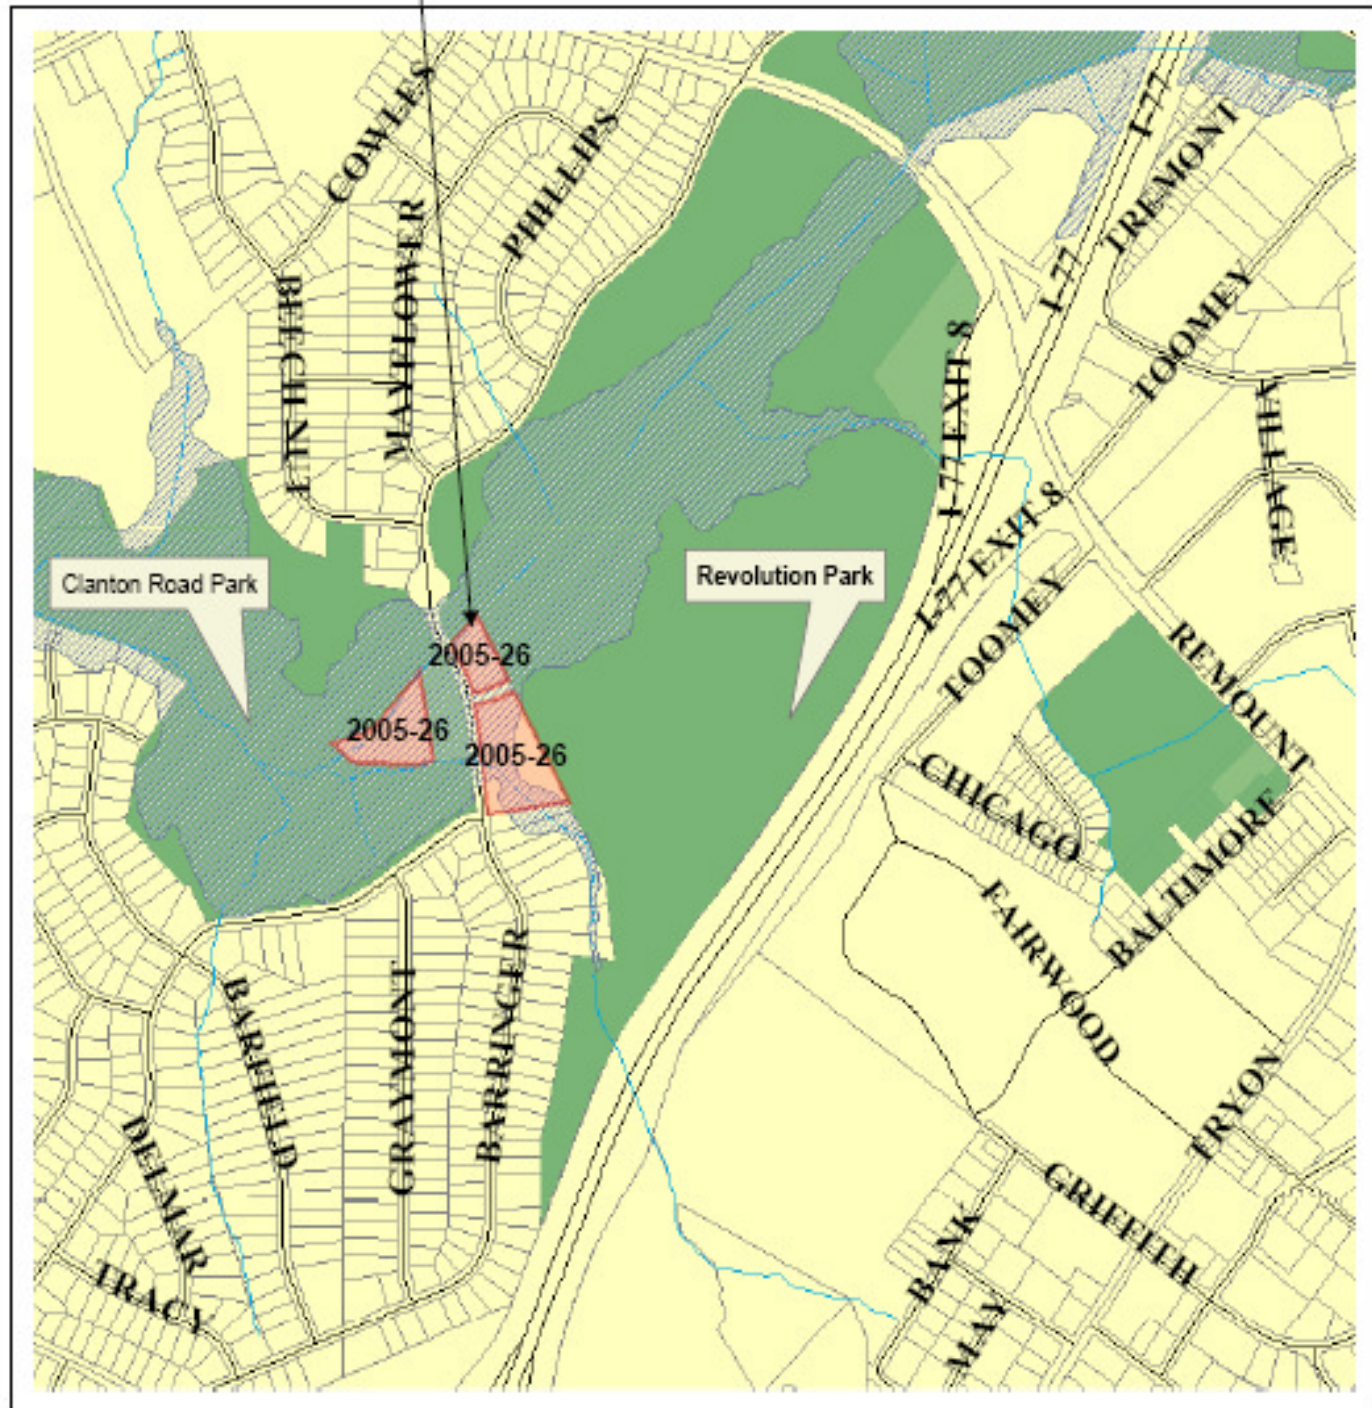 COWLES
PHILLIPS
BEECHNUT
MAYFLOWER
I-77
TREMONT
I-77
TOOMEY
VILLAGE
I-77 EXIT 8
I-77 EXIT 8
TOOMEY
Clanton Road Park
Revolution Park
REMOUNT
2005-26
2005-26
2005-26
CHICAGO
BALTIMORE
FAIRWOOD
BARFIELD
GRAYMONT
BARRINGER
TRYON
DELMAR
GRIFFITH
BANK
TRACY
MAY